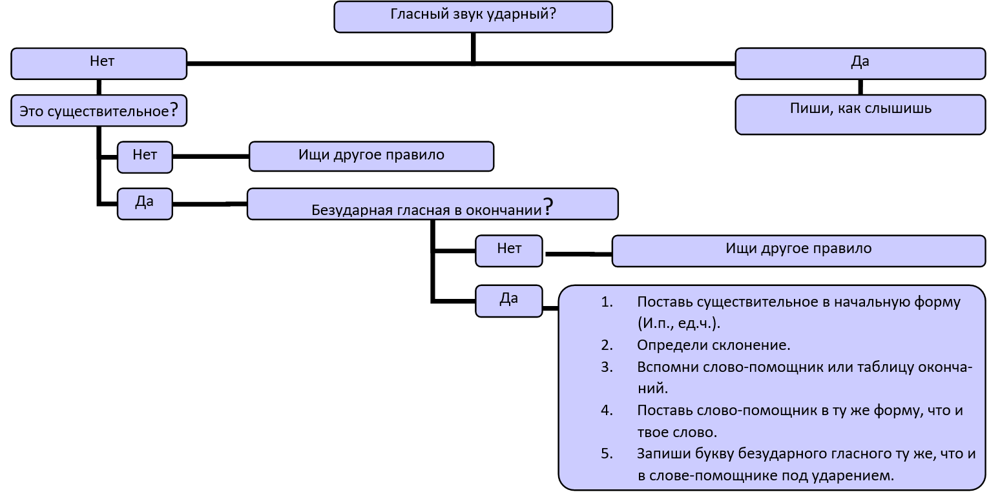 Гласный звук ударный?
Нет
Да
Это существительное?
Пиши, как слышишь
Нет
Ищи другое правило
Да
Безударная гласная в окончании?
Нет
Ищи другое правило
Да
1. Поставь существительное в начальную форму
(И.п., ед.ч.).
2. Определи склонение.
3. Вспомни слово-помощник или таблицу оконча-
ний.
4. Поставь слово-помощник в ту же форму, что и
твое слово.
5. Запиши букву безударного гласного ту же, что и
в слове-помощнике под ударением.